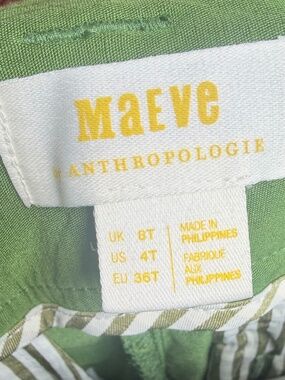 MAEVE
BY ANTHROPOLOGIE
UK 8T
US 4T
EU 36T
MADE IN
PHILIPPINES
FABRIQUÉ
AUX
PHILIPPINES